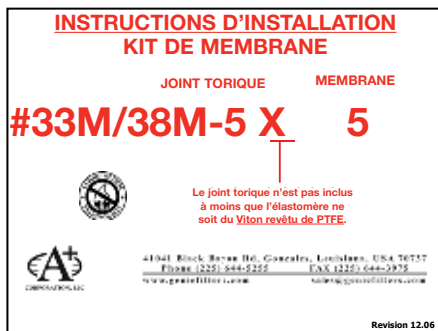 INSTRUCTIONS D'INSTALLATION
KIT DE MEMBRANE
JOINT TORIQUE MEMBRANE
#33M/38M-5 X 5
Le joint torique n'est pas inclus
à moins que l'élastomère ne
soit du Viton revêtu de PTFE.
A+
CORPORATION, LLC
41041 Black Bayou Rd. Gonzales, Louisiana, USA 70737
Phone (225) 644-5255 FAX (225) 644-3975
www.geniefilters.com sales@geniefilters.com
Revision 12.06